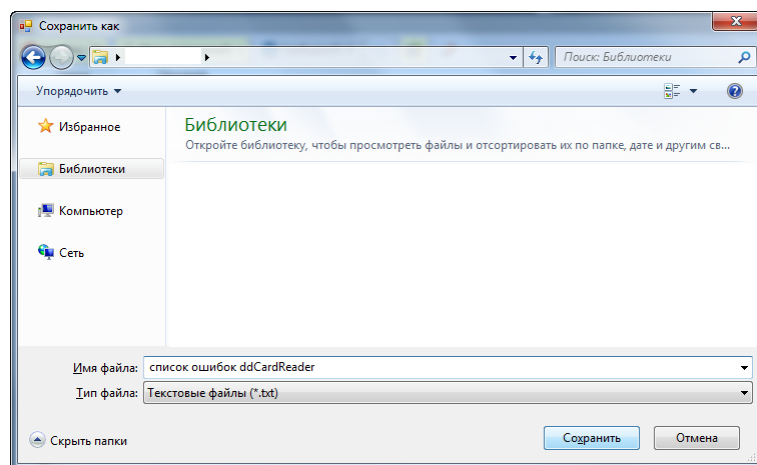 Сохранить как
Поиск: Библиотеки
Упорядочить
Избранное
Библиотеки
Компьютер
Сеть
Библиотеки
Откройте библиотеку, чтобы просмотреть файлы и отсортировать их по папке, дате и другим св...
Имя файла: список ошибок ddCardReader
Тип файла: Текстовые файлы (*.txt)
Скрыть папки
Сохранить
Отмена